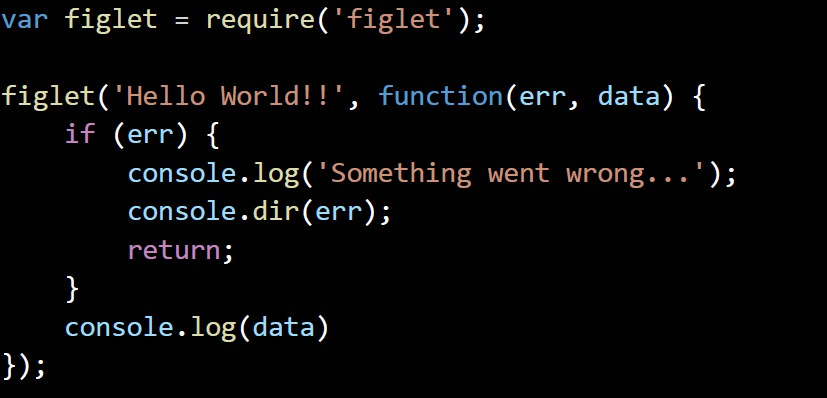 var figlet = require('figlet');

figlet('Hello World!!', function(err, data) {
    if (err) {
        console.log('Something went wrong...');
        console.dir(err);
        return;
    }
    console.log(data)
});